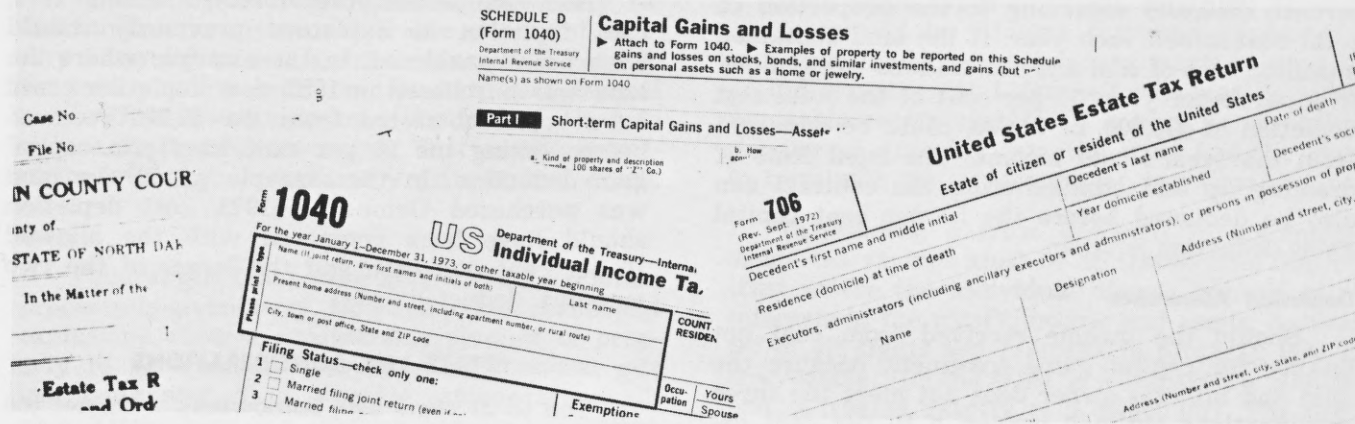 Case No
File No
IN COUNTY COUR
nty of
STATE OF NORTH DAK
In the Matter of the
Estate Tax R
and Ord
SCHEDULE D
(Form 1040)
Department of the Treasury
Internal Revenue Service
Capital Gains and Losses
▶ Attach to Form 1040. ▶ Examples of property to be reported on this Schedule
gains and losses on stocks, bonds, and similar investments, and gains (but
on personal assets such as a home or jewelry.
Name(s) as shown on Form 1040
Part I Short-term Capital Gains and Losses—Asset
a. Kind of property and description
100 shares of "Z" Co.)
b. How
Form 1040
US Department of the Treasury—Interna
Individual Income Ta
For the year January 1–December 31, 1973, or other taxable year beginning
Please print or type
Name (If joint return, give first names and initials of both)
Last name
COUNT
RESIDEN
Present home address (Number and street, including apartment number, or rural route)
City, town or post office, State and ZIP code
Occu-
pation
Yours
Spouse
Filing Status—check only one:
1 Single
2 Married filing joint return (even if
3 Married filing
Exemptions
Form 706
(Rev. Sept. 1972)
Department of the Treasury
Internal Revenue Service
United States Estate Tax Return
Estate of citizen or resident of the United States
Decedent's first name and middle initial
Decedent's last name
Date of death
Residence (domicile) at time of death
Year domicile established
Decedent's soci
Executors, administrators (including ancillary executors and administrators), or persons in possession of pro
Name
Designation
Address (Number and street, city,
Address (Number and street, city, State, and ZIP code